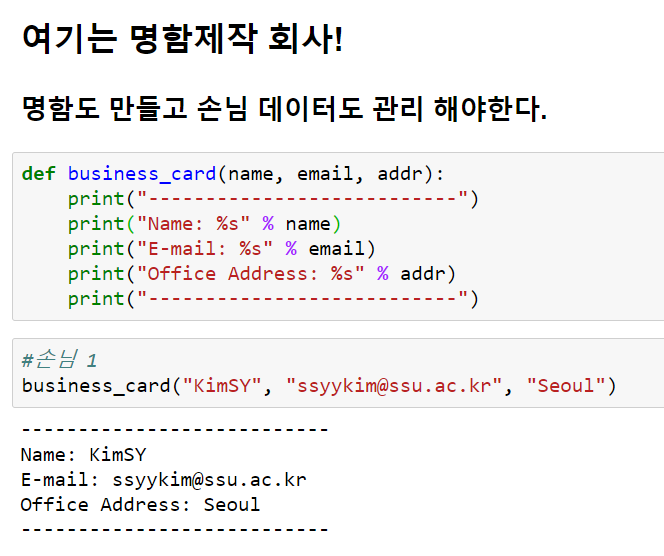 여기는 명함제작 회사!
명함도 만들고 손님 데이터도 관리 해야한다.
def business_card(name, email, addr):
    print("---------------------------")
    print("Name: %s" % name)
    print("E-mail: %s" % email)
    print("Office Address: %s" % addr)
    print("---------------------------")
#손님 1
business_card("KimSY", "ssyykim@ssu.ac.kr", "Seoul")
---------------------------
Name: KimSY
E-mail: ssyykim@ssu.ac.kr
Office Address: Seoul
---------------------------